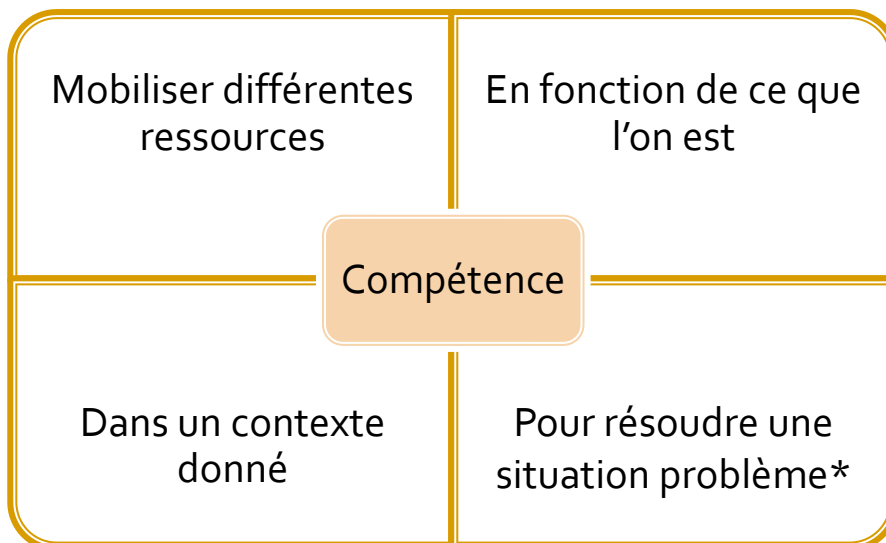 Mobiliser différentes
ressources
En fonction de ce que
l'on est
Compétence
Dans un contexte
donné
Pour résoudre une
situation problème*